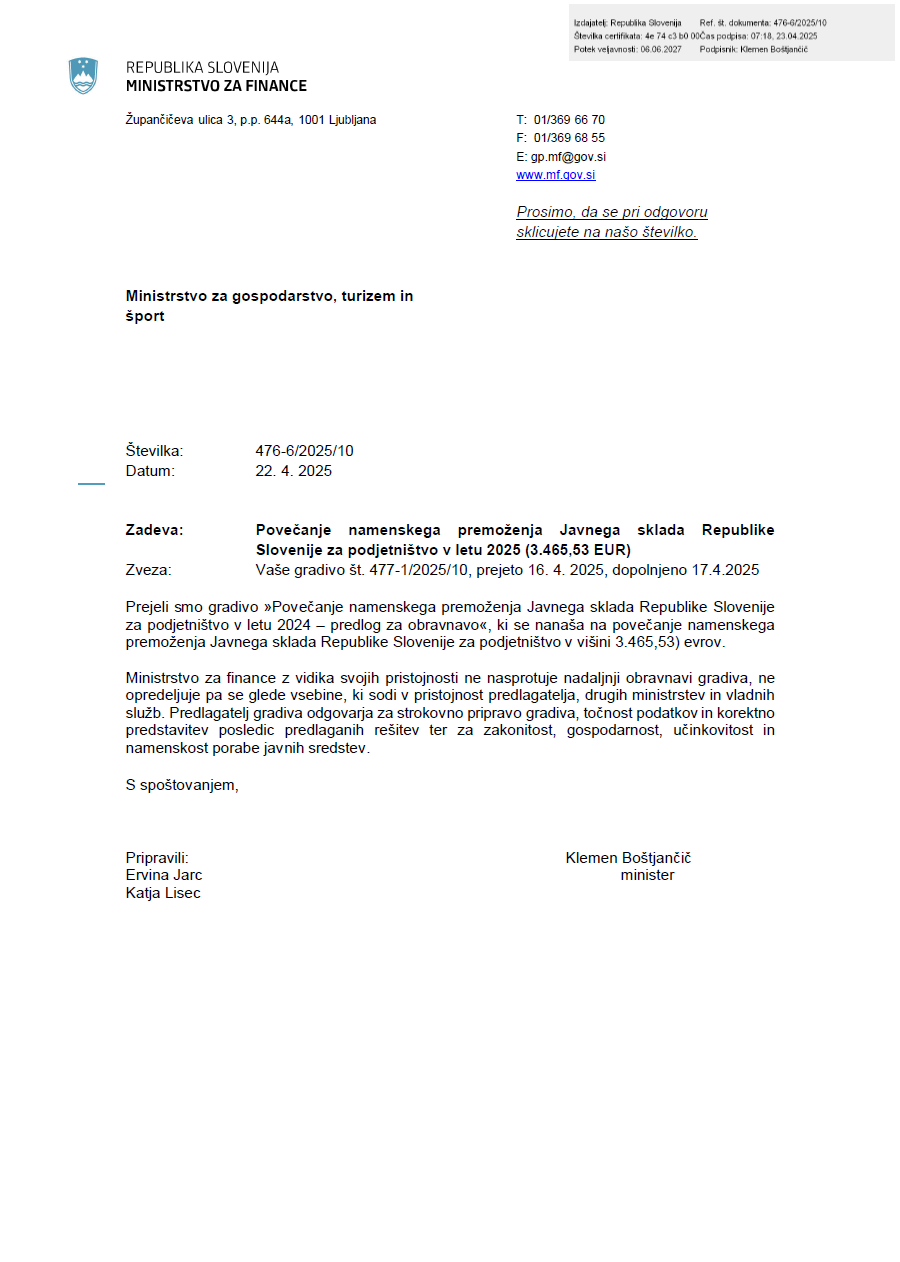 Izdajatelj: Republika Slovenija Ref. št. dokumenta: 476-6/2025/10
Številka certifikata: 4e 74 c3 b0 00Čas podpisa: 07:18, 23.04.2025
Potek veljavnosti: 06.06.2027 Podpisnik: Klemen Boštjančič
REPUBLIKA SLOVENIJA
MINISTRSTVO ZA FINANCE
Župančičeva ulica 3, p.p. 644a, 1001 Ljubljana
T: 01/369 66 70
F: 01/369 68 55
E: gp.mf@gov.si
www.mf.gov.si
Prosimo, da se pri odgovoru
sklicujete na našo številko.
Ministrstvo za gospodarstvo, turizem in
šport
Številka: 476-6/2025/10
Datum: 22. 4. 2025
Zadeva: Povečanje namenskega premoženja Javnega sklada Republike
Slovenije za podjetništvo v letu 2025 (3.465,53 EUR)
Zveza: Vaše gradivo št. 477-1/2025/10, prejeto 16. 4. 2025, dopolnjeno 17.4.2025
Prejeli smo gradivo »Povečanje namenskega premoženja Javnega sklada Republike Slovenije
za podjetništvo v letu 2024 – predlog za obravnavo«, ki se nanaša na povečanje namenskega
premoženja Javnega sklada Republike Slovenije za podjetništvo v višini 3.465,53) evrov.
Ministrstvo za finance z vidika svojih pristojnosti ne nasprotuje nadaljnji obravnavi gradiva, ne
opredeljuje pa se glede vsebine, ki sodi v pristojnost predlagatelja, drugih ministrstev in vladnih
služb. Predlagatelj gradiva odgovarja za strokovno pripravo gradiva, točnost podatkov in korektno
predstavitev posledic predlaganih rešitev ter za zakonitost, gospodarnost, učinkovitost in
namenskost porabe javnih sredstev.
S spoštovanjem,
Pripravili: Klemen Boštjančič
Ervina Jarc minister
Katja Lisec